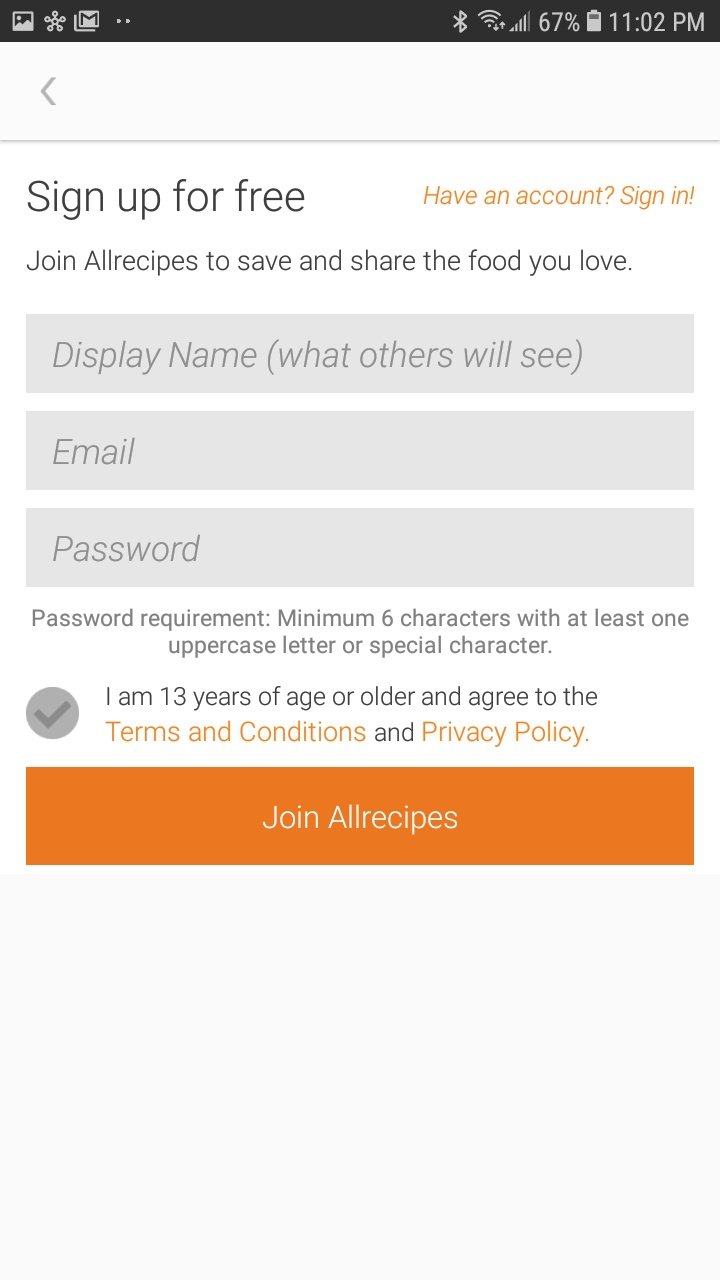 67% 11:02 PM
Sign up for free
Have an account? Sign in!
Join Allrecipes to save and share the food you love.
Display Name (what others will see)
Email
Password
Password requirement: Minimum 6 characters with at least one
uppercase letter or special character.
I am 13 years of age or older and agree to the
Terms and Conditions and Privacy Policy.
Join Allrecipes